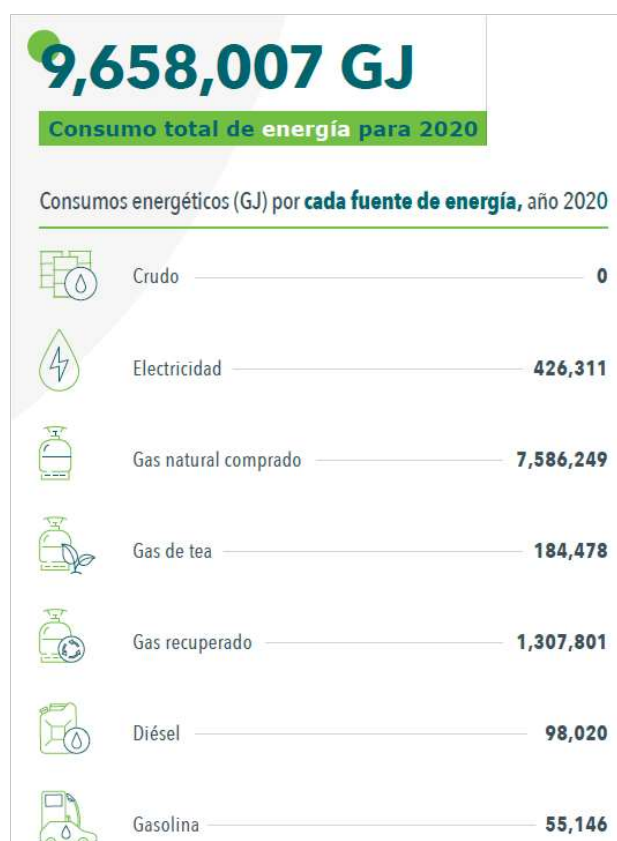 9,658,007 GJ
Consumo total de energía para 2020
Consumos energéticos (GJ) por cada fuente de energía, año 2020
Crudo 0
Electricidad 426,311
Gas natural comprado 7,586,249
Gas de tea 184,478
Gas recuperado 1,307,801
Diésel 98,020
Gasolina 55,146